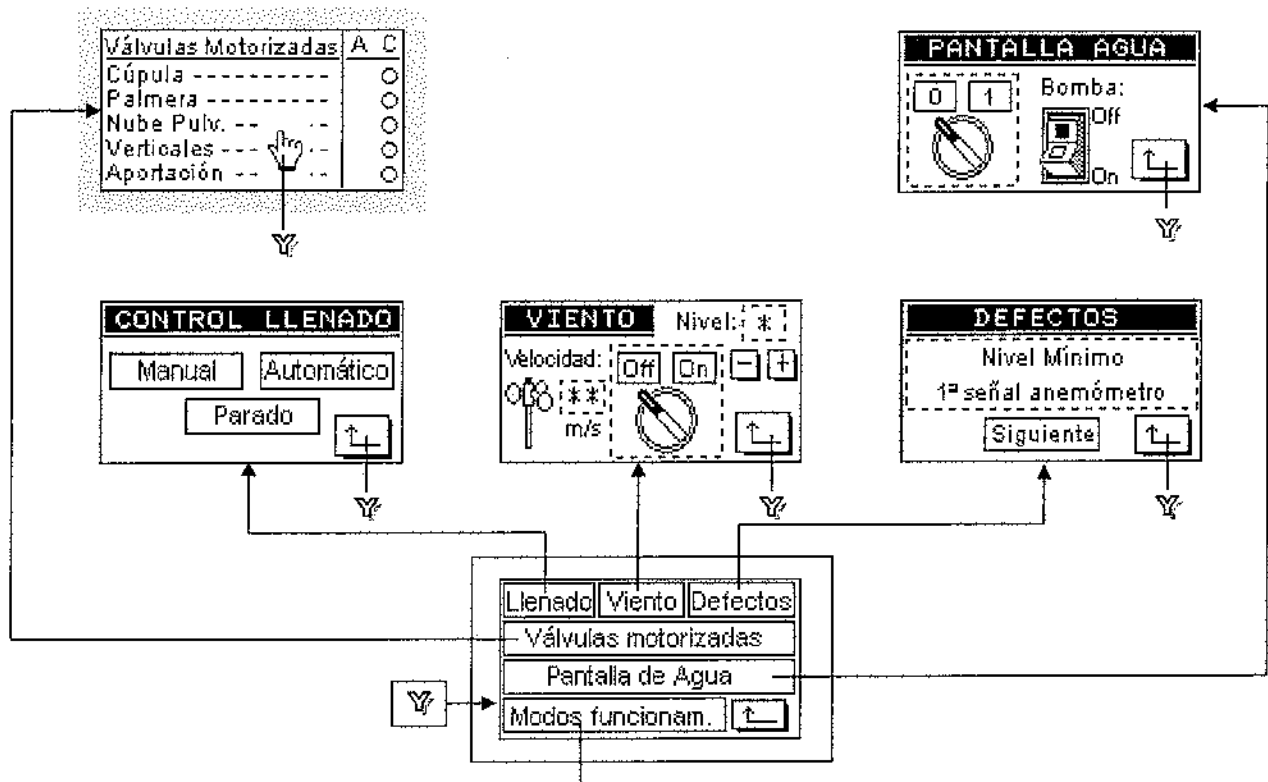 Válvulas Motorizadas A C
Cúpula ----------
Palmera ----------
Nube Pulv. -- --
Verticales --- --
Aportación -- --
Y
PANTALLA AGUA
0 1
Bomba:
Off
On
Y
CONTROL LLENADO
Manual Automático
Parado
Y
VIENTO Nivel: *
Velocidad: Off On - +
**
m/s
Y
DEFECTOS
Nivel Mínimo
1ª señal anemómetro
Siguiente
Y
Llenado Viento Defectos
Válvulas motorizadas
Pantalla de Agua
Y
Modos funcionam.